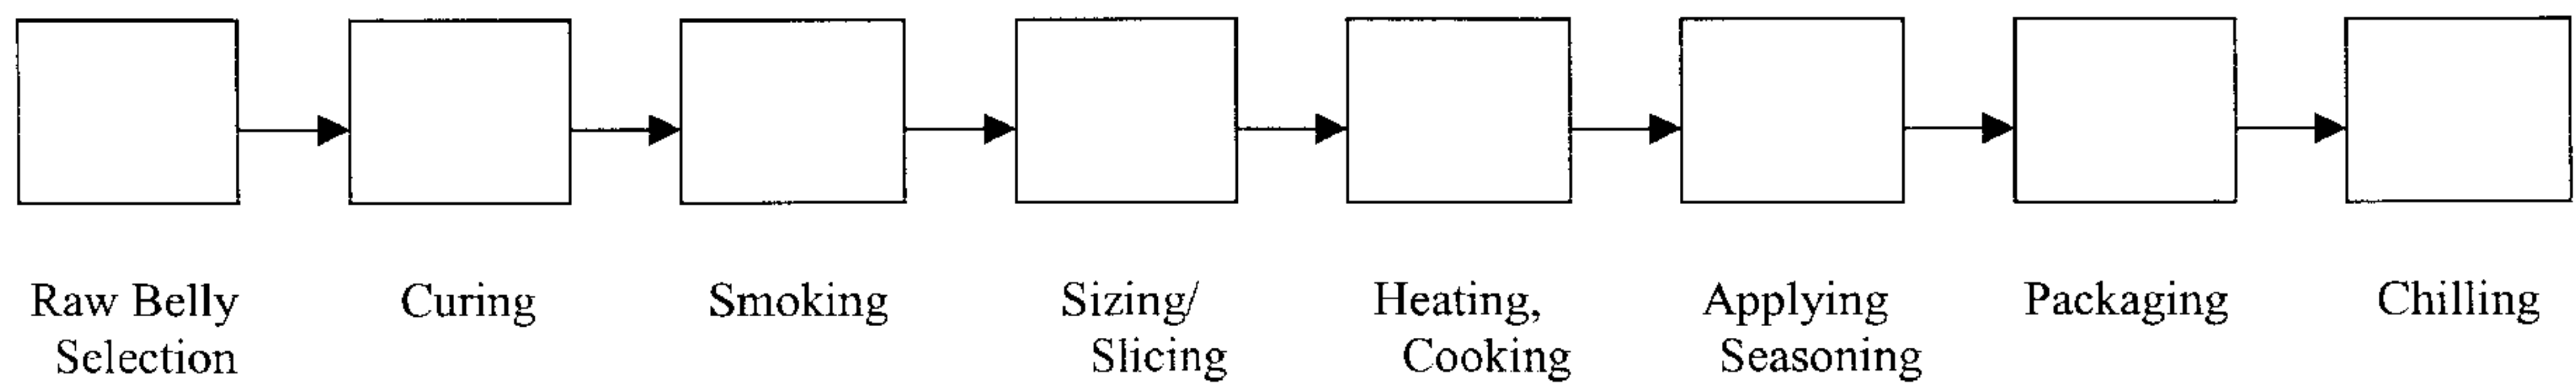 Raw Belly
Selection
Curing
Smoking
Sizing/
Slicing
Heating,
Cooking
Applying
Seasoning
Packaging
Chilling